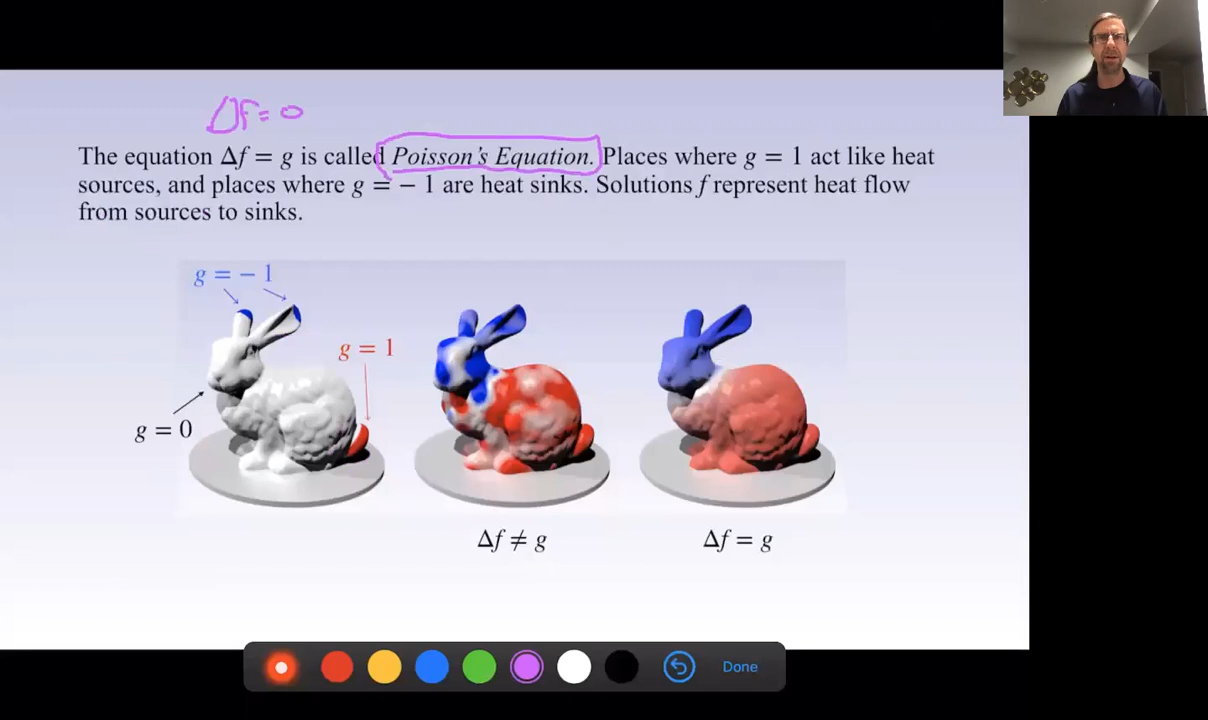 Δf = 0
The equation Δf = g is called Poisson's Equation. Places where g = 1 act like heat
sources, and places where g = − 1 are heat sinks. Solutions f represent heat flow
from sources to sinks.
g = − 1
g = 1
g = 0
Δf ≠ g
Δf = g
Done